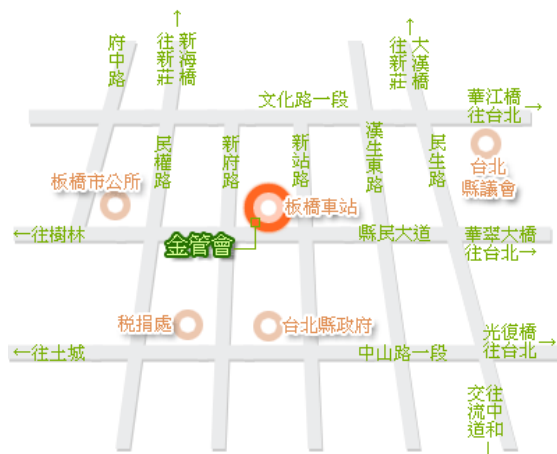 府中路
新海橋
往新莊
大漢橋
往新莊
文化路一段
華江橋
往台北→
民權路
新府路
新站路
漢生東路
民生路
台北
縣議會
板橋市公所
板橋車站
←往樹林
金管會
縣民大道
華翠大橋
往台北→
稅捐處
台北縣政府
光復橋
往台北→
←往土城
中山路一段
往中和
交流道